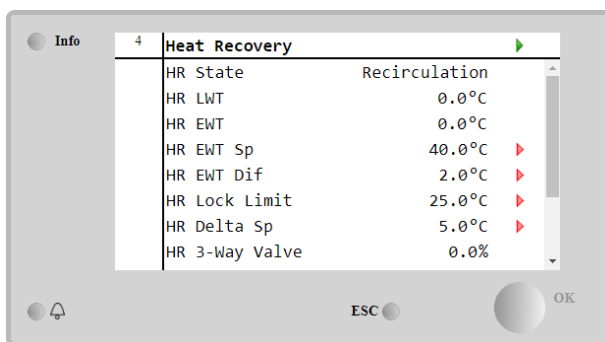 Info
4 Heat Recovery
HR State Recirculation
HR LWT 0.0°C
HR EWT 0.0°C
HR EWT Sp 40.0°C
HR EWT Dif 2.0°C
HR Lock Limit 25.0°C
HR Delta Sp 5.0°C
HR 3-Way Valve 0.0%
ESC
OK